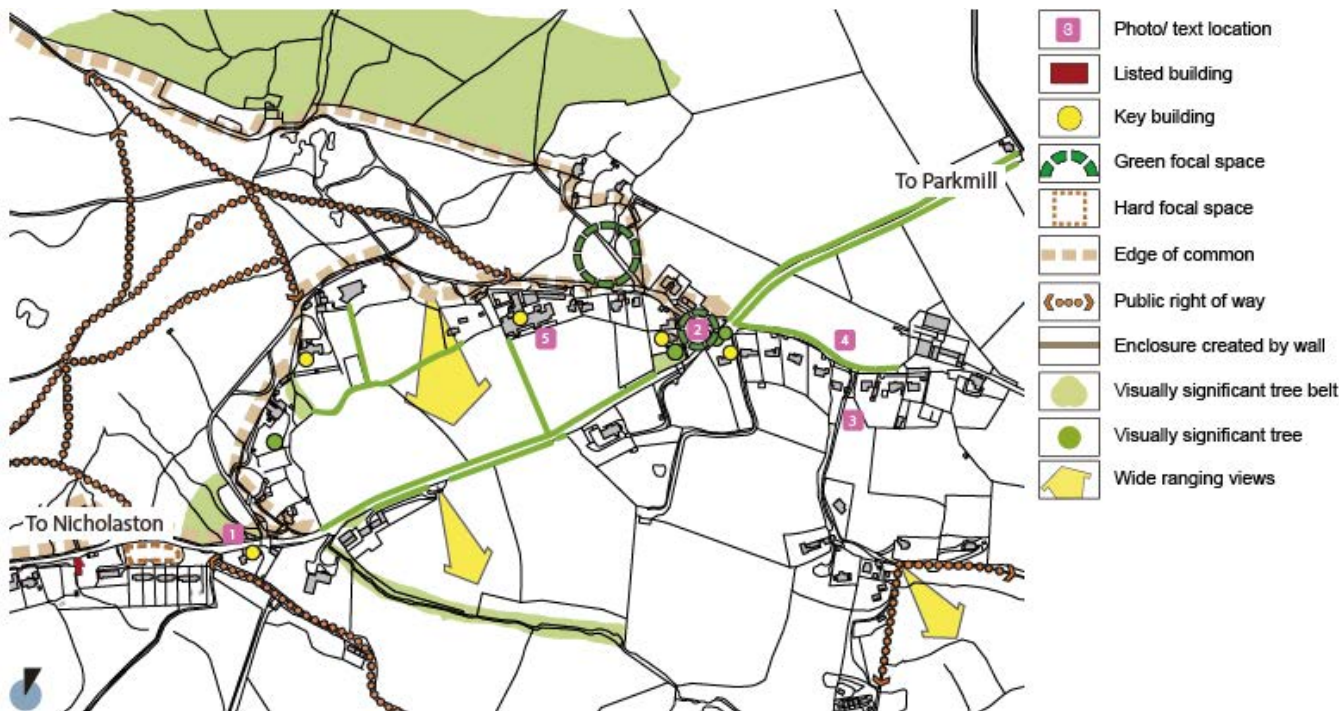 To Parkmill
2
5
4
3
To Nicholaston
1
3
Photo/ text location
Listed building
Key building
Green focal space
Hard focal space
Edge of common
Public right of way
Enclosure created by wall
Visually significant tree belt
Visually significant tree
Wide ranging views